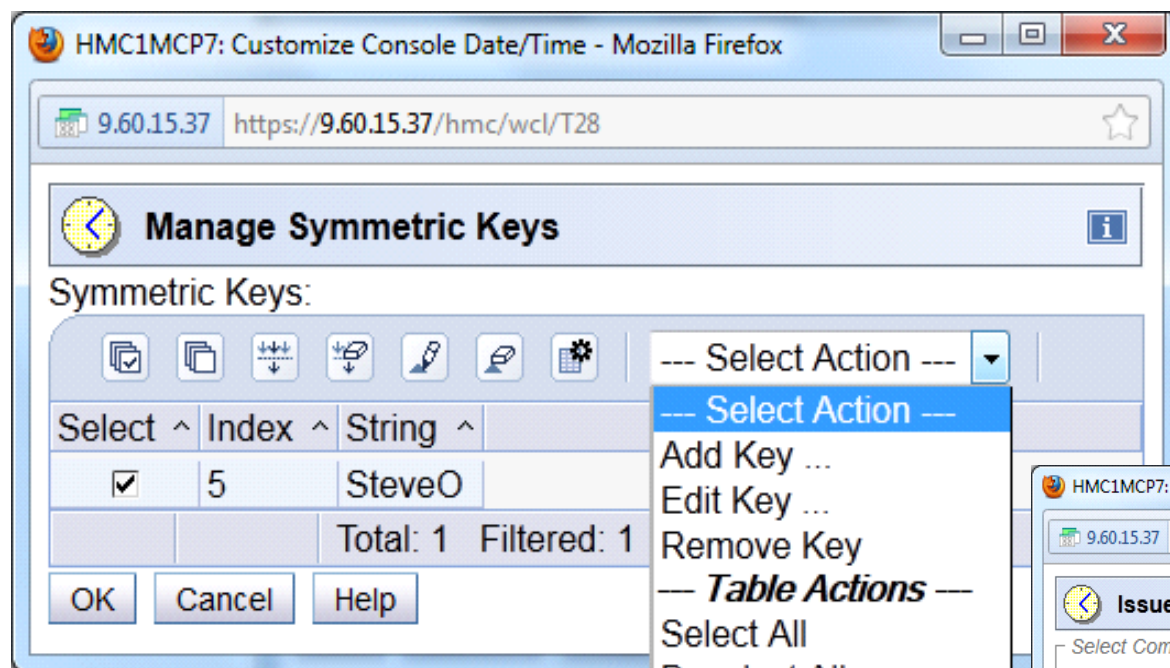 HMC1MCP7: Customize Console Date/Time - Mozilla Firefox
9.60.15.37 https://9.60.15.37/hmc/wcl/T28
Manage Symmetric Keys
Symmetric Keys:
--- Select Action ---
Select ^ Index ^ String ^
--- Select Action ---
Add Key ...
5 SteveO
Edit Key ...
Total: 1 Filtered: 1
Remove Key
--- Table Actions ---
Select All
OK Cancel Help
HMC1MCP7:
9.60.15.37
Issue
Select Com